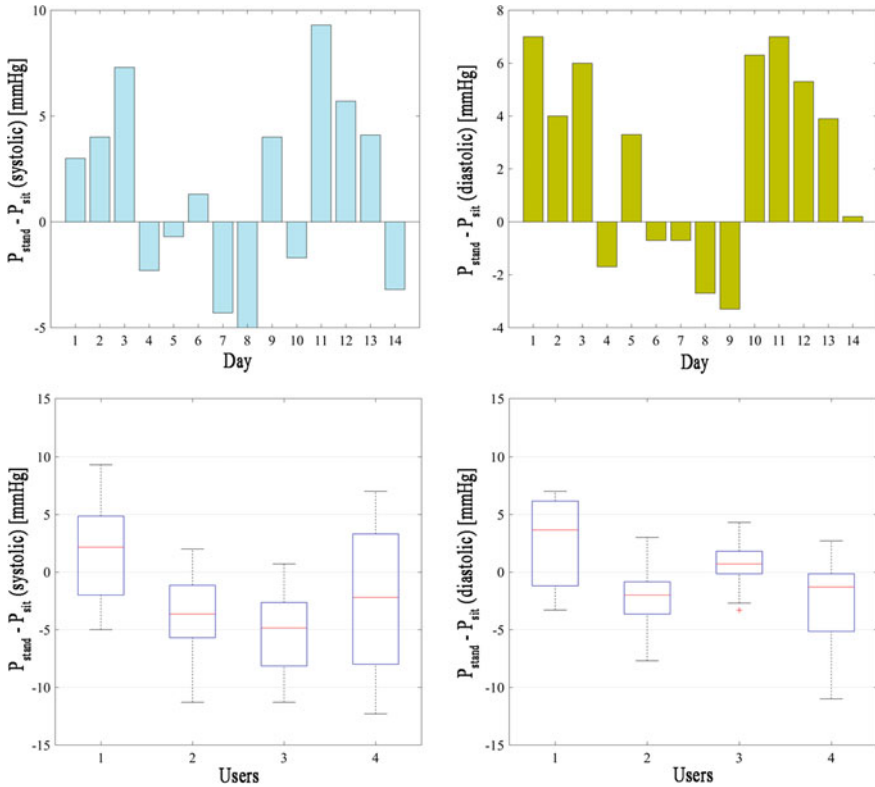 P_stand - P_sit (systolic) [mmHg]
10
5
0
-5
1 2 3 4 5 6 7 8 9 10 11 12 13 14
Day
P_stand - P_sit (diastolic) [mmHg]
8
6
4
2
0
-2
-4
1 2 3 4 5 6 7 8 9 10 11 12 13 14
Day
P_stand - P_sit (systolic) [mmHg]
15
10
5
0
-5
-10
-15
1 2 3 4
Users
P_stand - P_sit (diastolic) [mmHg]
15
10
5
0
-5
-10
-15
1 2 3 4
Users